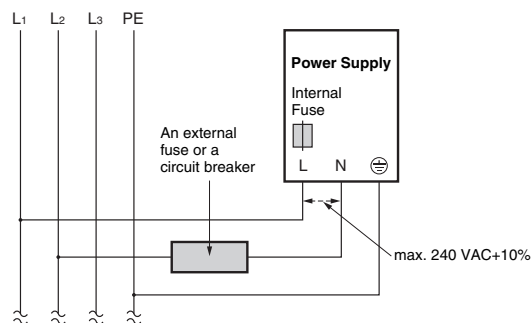 L1 L2 L3 PE
Power Supply
Internal
Fuse
An external
fuse or a
circuit breaker
L N
max. 240 VAC+10%